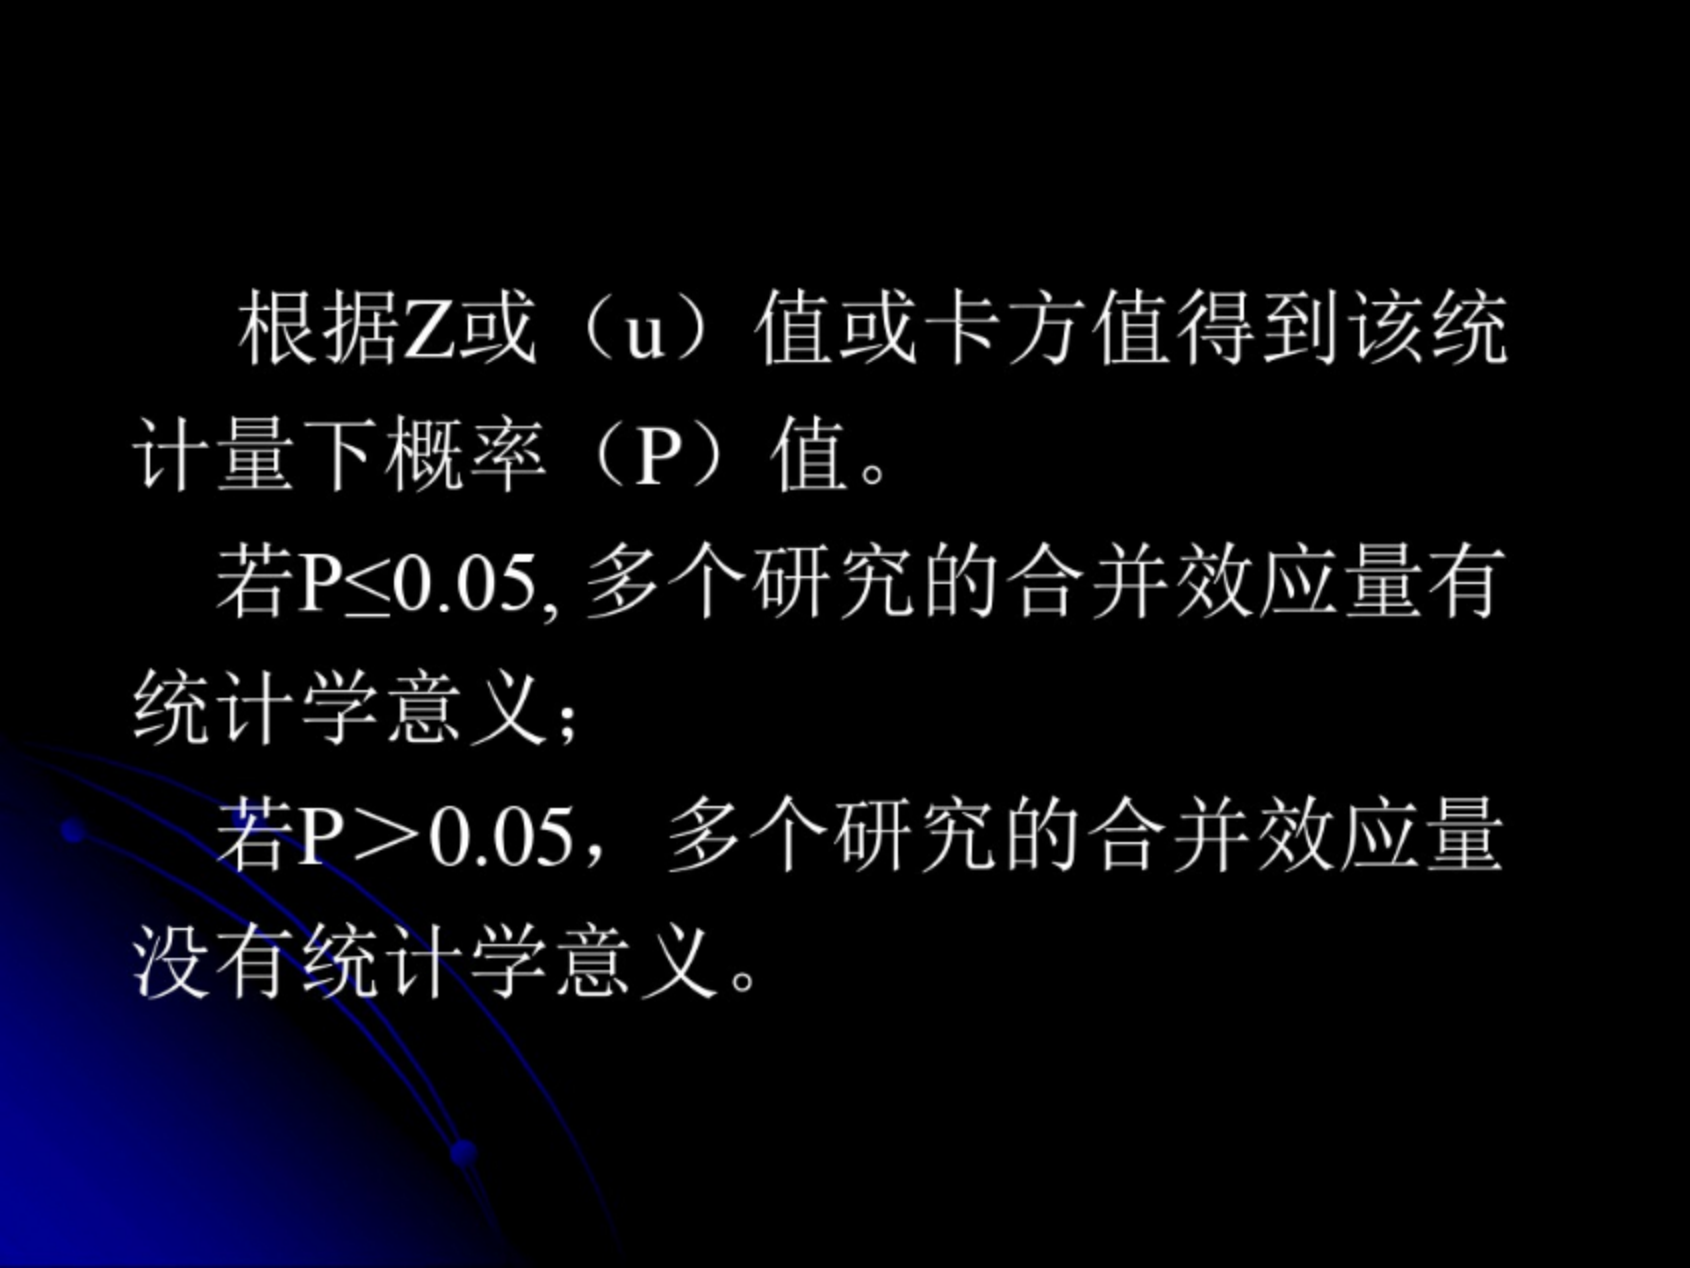 根据Z或（u）值或卡方值得到该统
计量下概率（P）值。
若P≤0.05, 多个研究的合并效应量有
统计学意义；
若P＞0.05，多个研究的合并效应量
没有统计学意义。